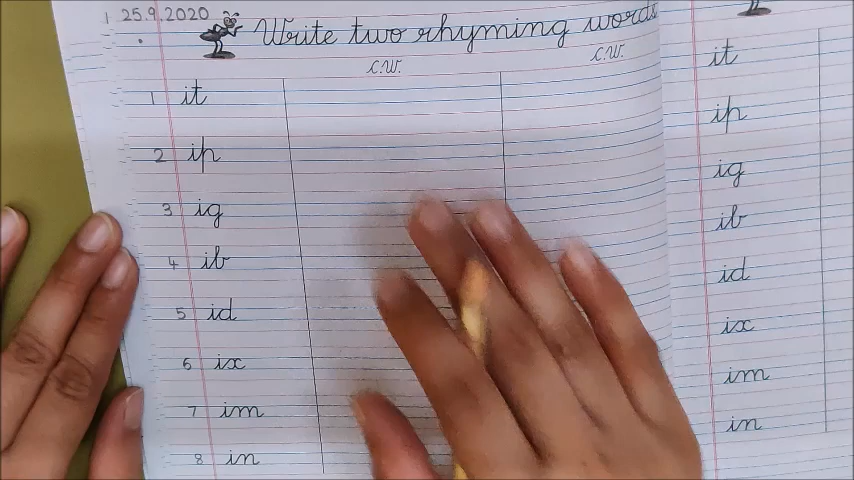 25.9.2020
Write two rhyming words
C.W. C.W.
1 it
2 ip
3 ig
4 ib
5 id
6 ix
7 im
8 in
it
ip
ig
ib
id
ix
im
in